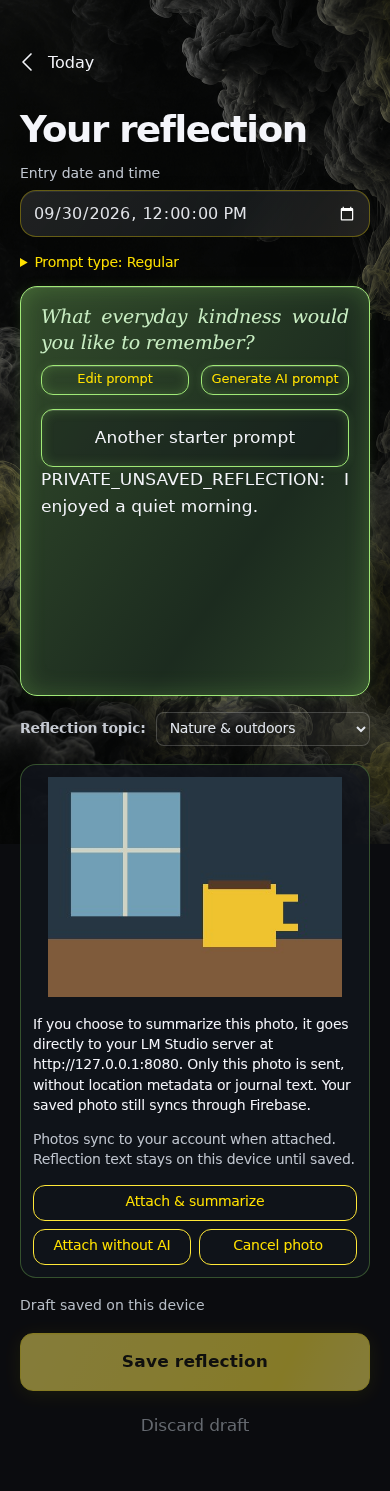 Today
Your reflection
Entry date and time
09/30/2026, 12:00:00 PM
Prompt type: Regular
What everyday kindness would
you like to remember?
Edit prompt
Generate AI prompt
Another starter prompt
PRIVATE_UNSAVED_REFLECTION: I
enjoyed a quiet morning.
Reflection topic:
Nature & outdoors
If you choose to summarize this photo, it goes
directly to your LM Studio server at
http://127.0.0.1:8080. Only this photo is sent,
without location metadata or journal text. Your
saved photo still syncs through Firebase.
Photos sync to your account when attached.
Reflection text stays on this device until saved.
Attach & summarize
Attach without AI
Cancel photo
Draft saved on this device
Save reflection
Discard draft